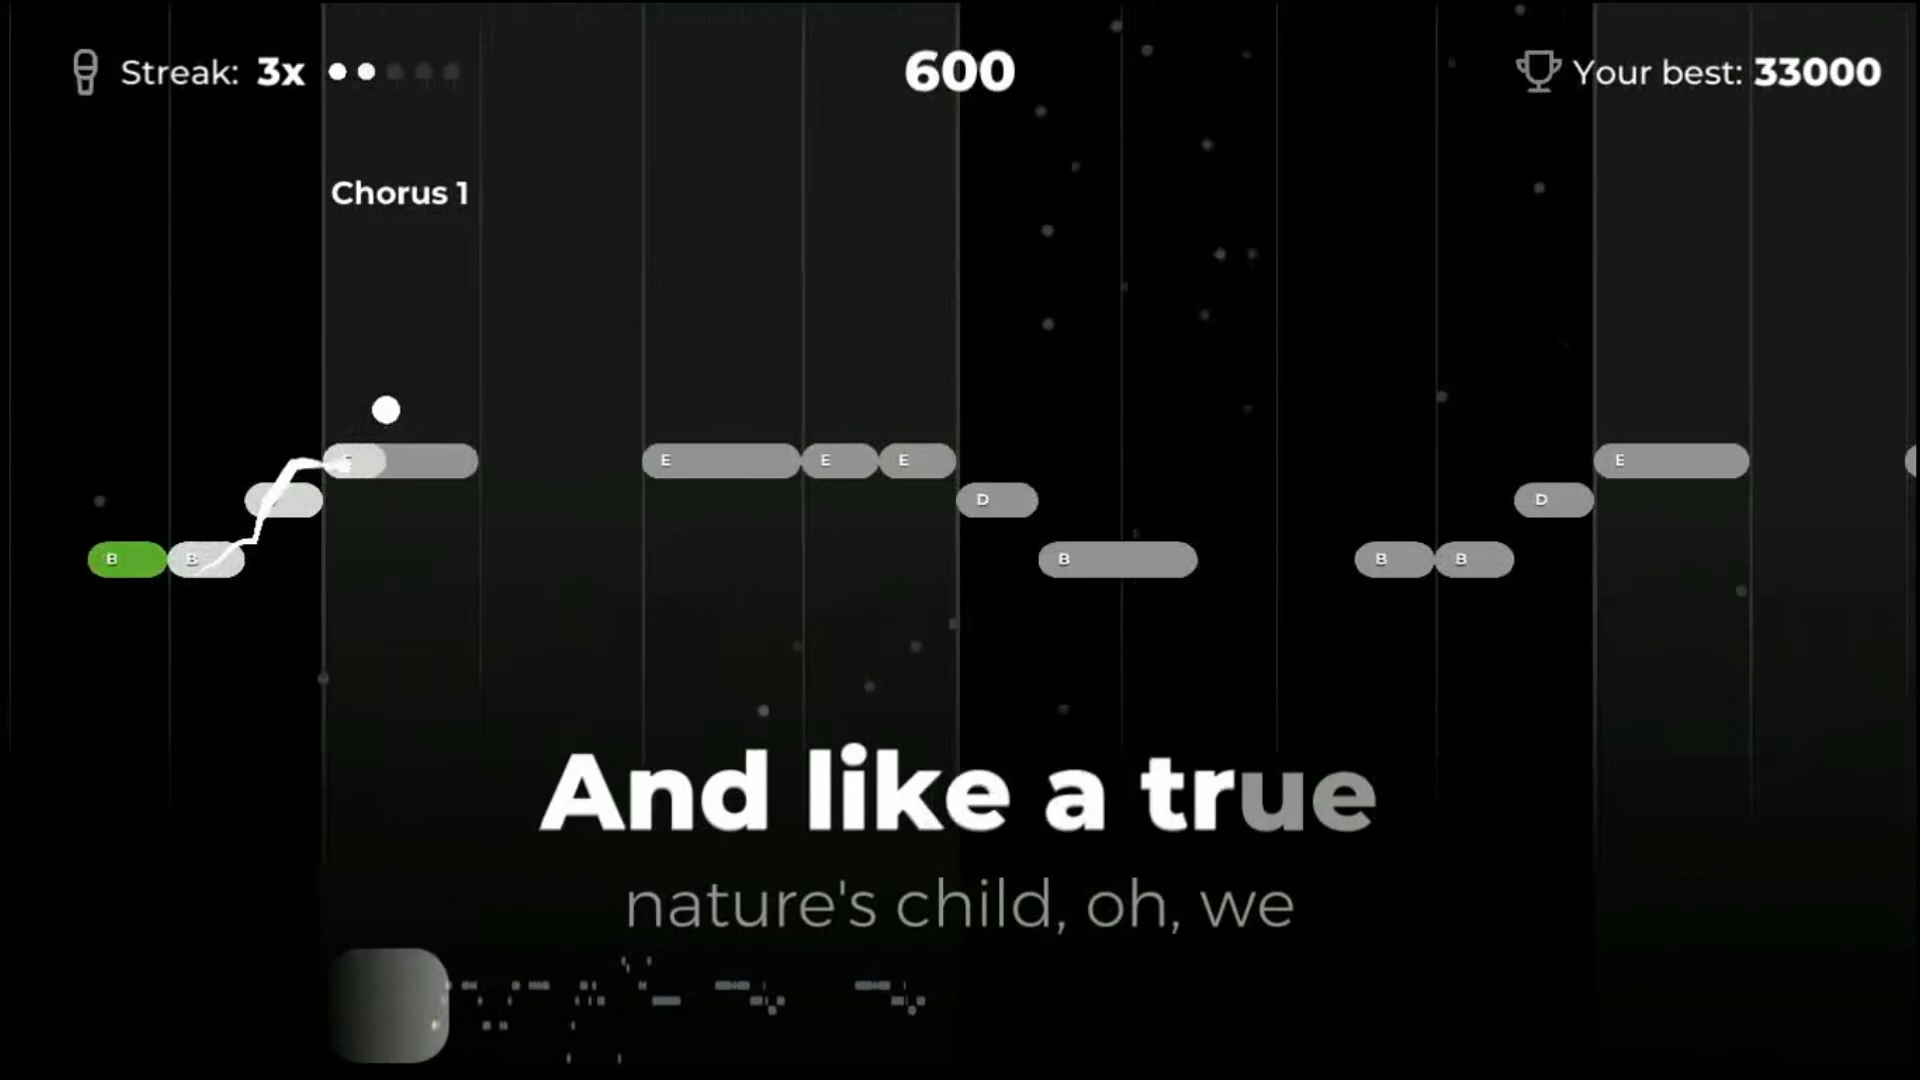 Streak: 3x
600
Your best: 33000
Chorus 1
E E E E
D D
B B B B B
And like a true
nature's child, oh, we